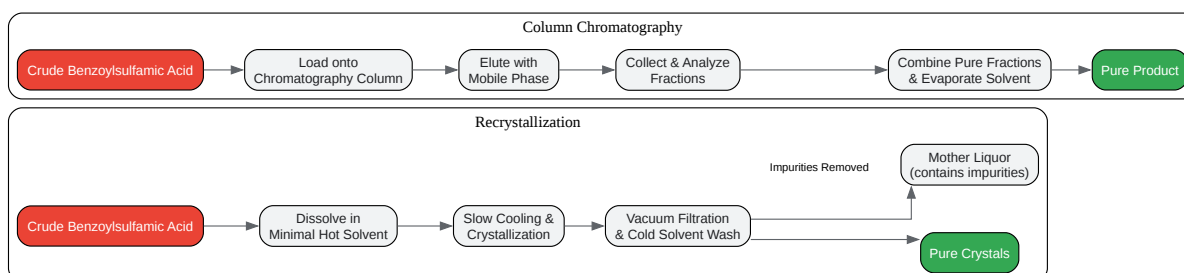 Column Chromatography
Crude Benzoylsulfamic Acid
Load onto
Chromatography Column
Elute with
Mobile Phase
Collect & Analyze
Fractions
Combine Pure Fractions
& Evaporate Solvent
Pure Product
Recrystallization
Crude Benzoylsulfamic Acid
Dissolve in
Minimal Hot Solvent
Slow Cooling &
Crystallization
Vacuum Filtration
& Cold Solvent Wash
Impurities Removed
Mother Liquor
(contains impurities)
Pure Crystals